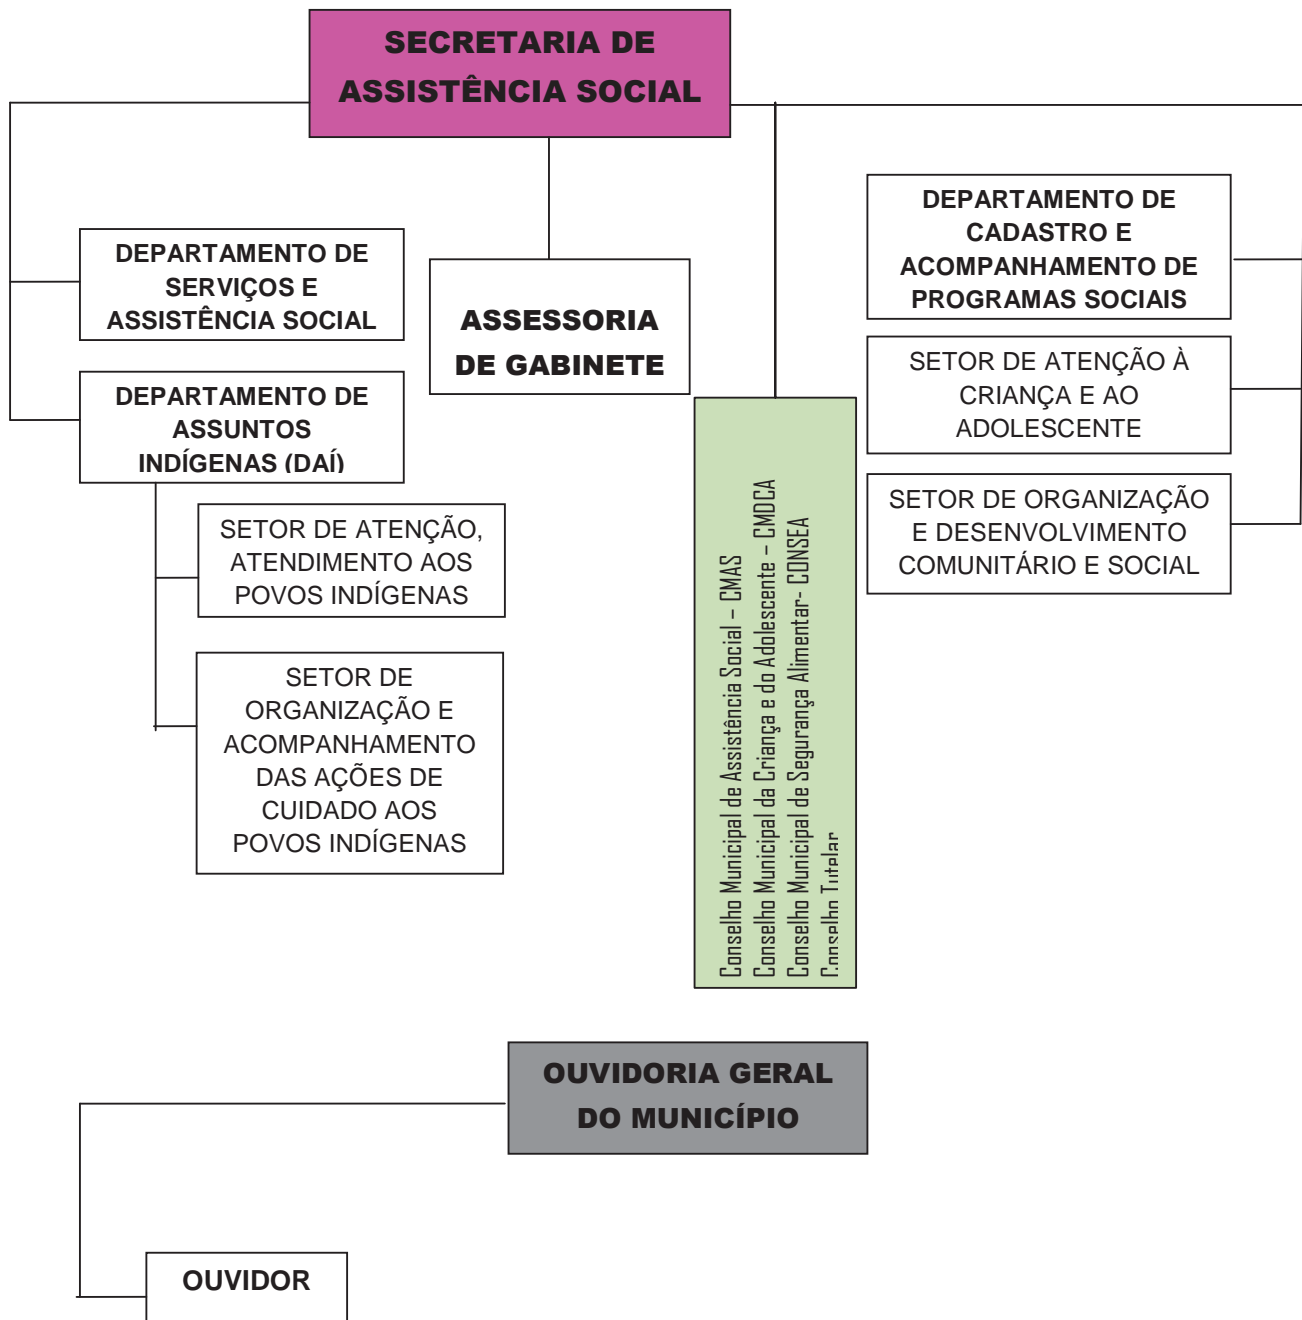 SECRETARIA DE
ASSISTÊNCIA SOCIAL
DEPARTAMENTO DE
SERVIÇOS E
ASSISTÊNCIA SOCIAL
DEPARTAMENTO DE
ASSUNTOS
INDÍGENAS (DAÍ)
SETOR DE ATENÇÃO,
ATENDIMENTO AOS
POVOS INDÍGENAS
SETOR DE
ORGANIZAÇÃO E
ACOMPANHAMENTO
DAS AÇÕES DE
CUIDADO AOS
POVOS INDÍGENAS
ASSESSORIA
DE GABINETE
Conselho Municipal de Assistência Social – CMAS
Conselho Municipal da Criança e do Adolescente – CMDCA
Conselho Municipal de Segurança Alimentar- CONSEA
Conselho Tutelar
DEPARTAMENTO DE
CADASTRO E
ACOMPANHAMENTO DE
PROGRAMAS SOCIAIS
SETOR DE ATENÇÃO À
CRIANÇA E AO
ADOLESCENTE
SETOR DE ORGANIZAÇÃO
E DESENVOLVIMENTO
COMUNITÁRIO E SOCIAL
OUVIDORIA GERAL
DO MUNICÍPIO
OUVIDOR